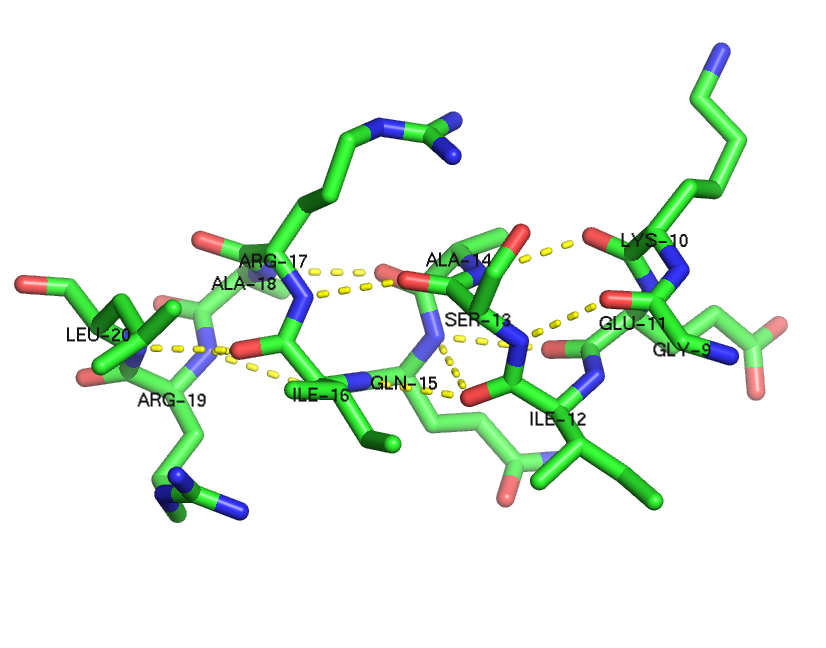 LYS-10
ARG-17
ALA-14
ALA-18
SER-13
GLU-11
LEU-20
GLY-9
GLN-15
ILE-16
ARG-19
ILE-12